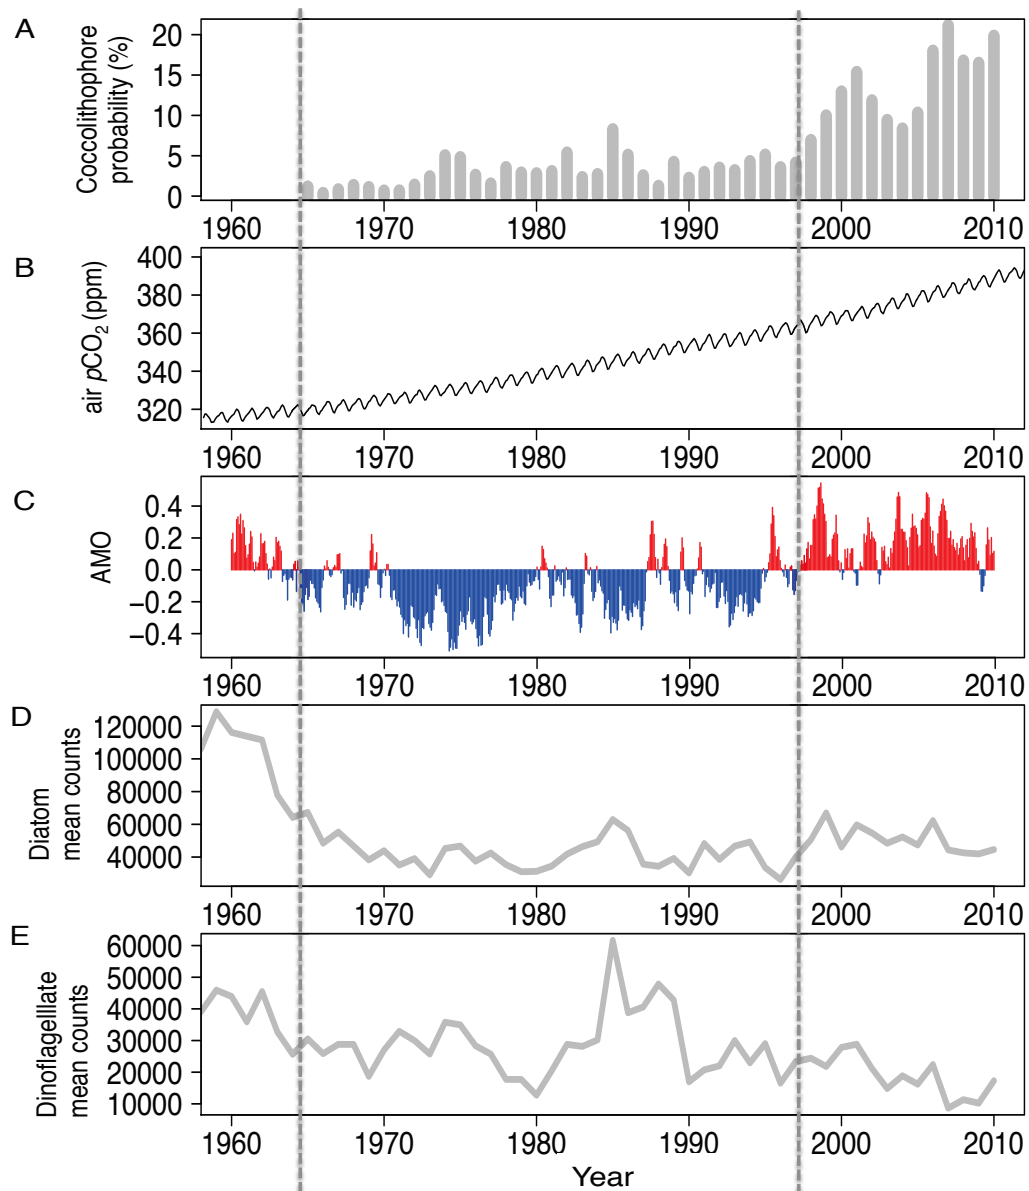 A
Coccolithophore
probability (%)
20
15
10
5
0
1960 1970 1980 1990 2000 2010
B
air pCO₂ (ppm)
400
380
360
340
320
1960 1970 1980 1990 2000 2010
C
AMO
0.4
0.2
0.0
−0.2
−0.4
1960 1970 1980 1990 2000 2010
D
Diatom
mean counts
120000
100000
80000
60000
40000
1960 1970 1980 1990 2000 2010
E
Dinoflagelllate
mean counts
60000
50000
40000
30000
20000
10000
1960 1970 1980 1990 2000 2010
Year